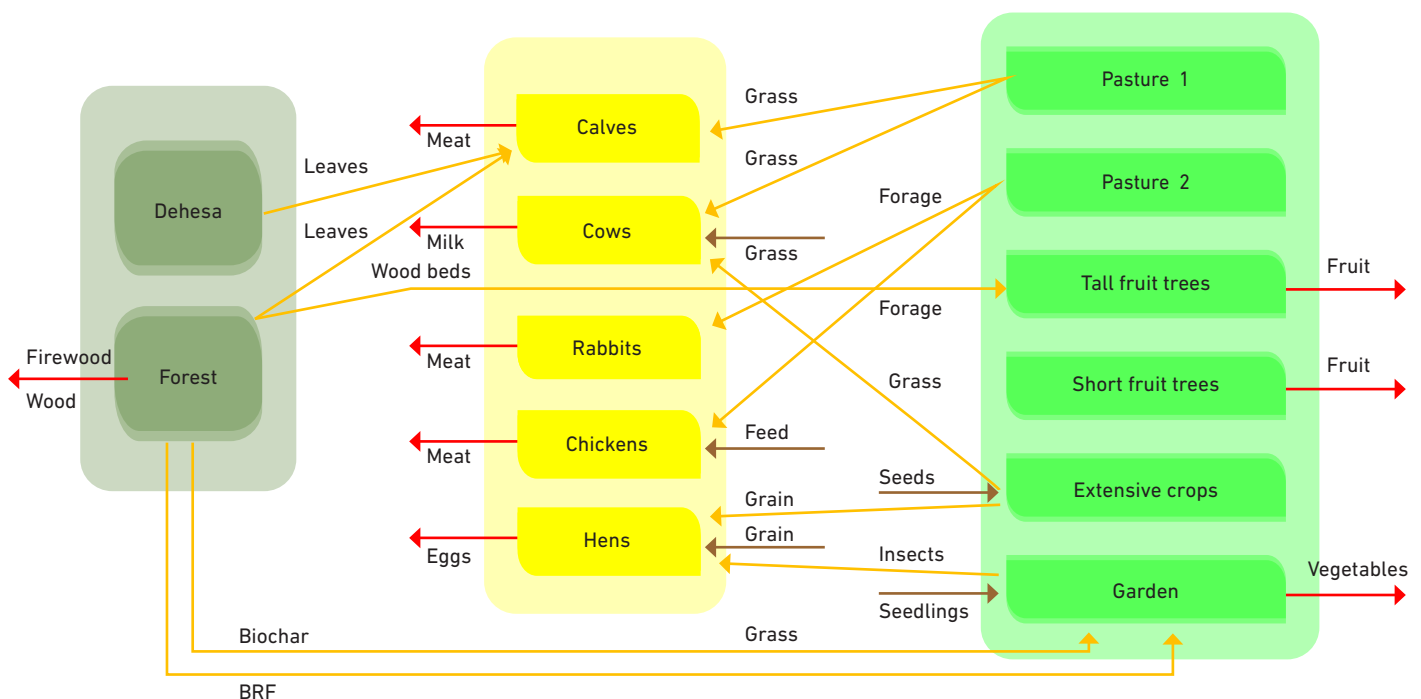 Pasture 1
Grass
Calves
Meat
Leaves
Grass
Dehesa
Pasture 2
Forage
Leaves
Cows
Milk
Grass
Wood beds
Fruit
Tall fruit trees
Forage
Rabbits
Meat
Firewood
Forest
Wood
Grass
Fruit
Short fruit trees
Feed
Chickens
Meat
Seeds
Extensive crops
Grain
Grain
Hens
Eggs
Insects
Vegetables
Garden
Seedlings
Biochar
Grass
BRF